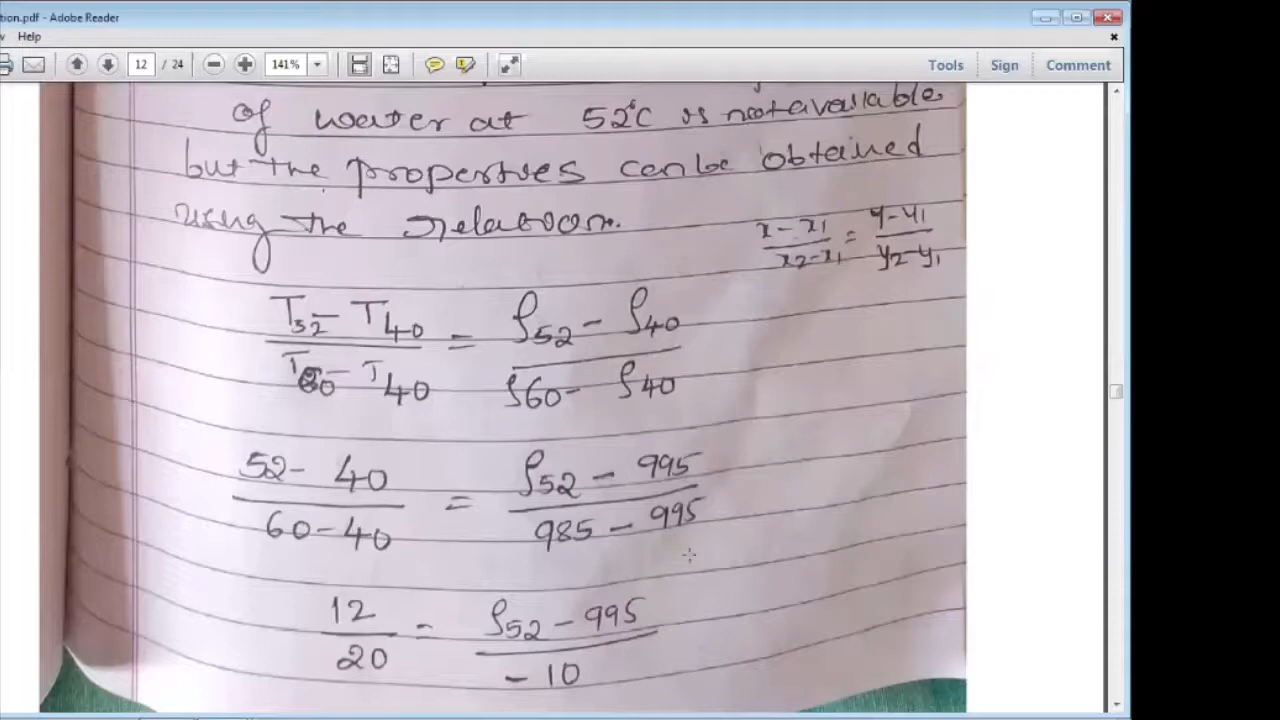 tion.pdf - Adobe Reader
Help
12 / 24
141%
Tools Sign Comment
of water at 52°C is not available
but the properties can be obtained
using the relation.
x - x1 / x2 - x1 = y - y1 / y2 - y1
T52 - T40 / T60 - T40 = ρ52 - ρ40 / ρ60 - ρ40
52 - 40 / 60 - 40 = ρ52 - 995 / 985 - 995
12 / 20 = ρ52 - 995 / -10